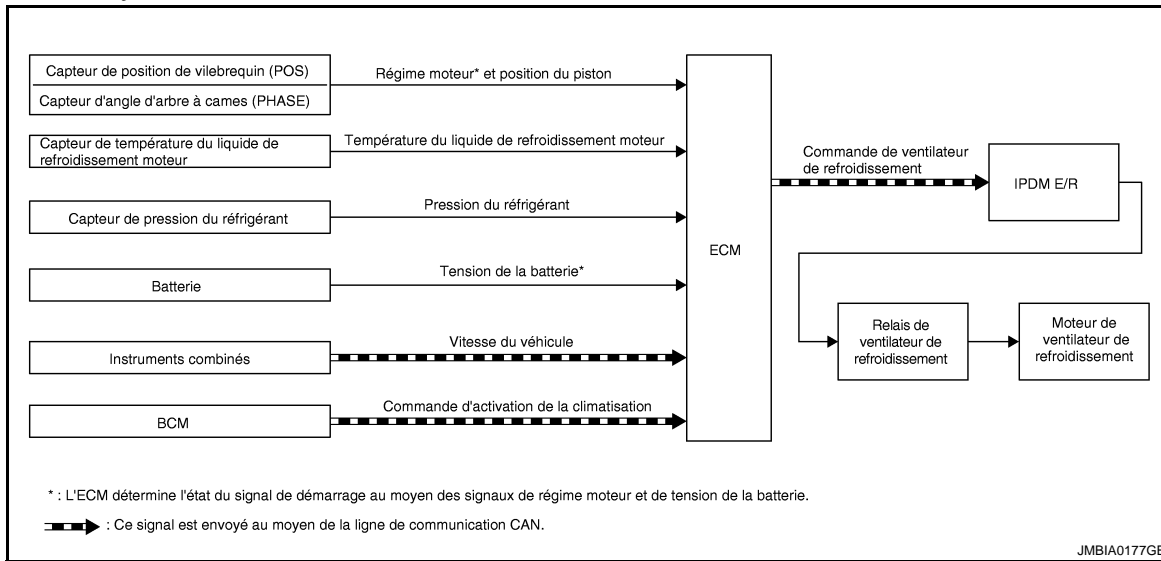 Capteur de position de vilebrequin (POS)
Régime moteur* et position du piston
Capteur d'angle d'arbre à cames (PHASE)
Capteur de température du liquide de
refroidissement moteur
Température du liquide de refroidissement moteur
Capteur de pression du réfrigérant
Pression du réfrigérant
Batterie
Tension de la batterie*
Instruments combinés
Vitesse du véhicule
BCM
Commande d'activation de la climatisation
ECM
Commande de ventilateur
de refroidissement
IPDM E/R
Relais de
ventilateur de
refroidissement
Moteur de
ventilateur de
refroidissement
* : L'ECM détermine l'état du signal de démarrage au moyen des signaux de régime moteur et de tension de la batterie.
: Ce signal est envoyé au moyen de la ligne de communication CAN.